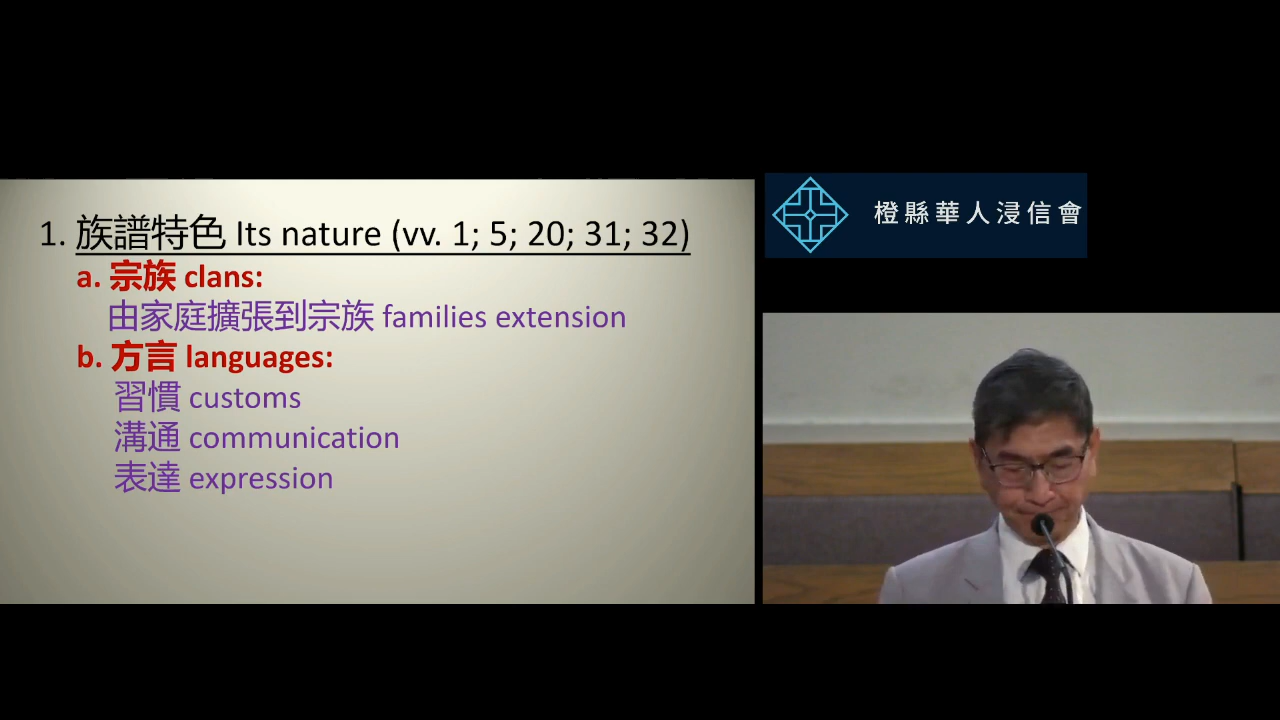 1. 族譜特色 Its nature (vv. 1; 5; 20; 31; 32)
a. 宗族 clans:
由家庭擴張到宗族 families extension
b. 方言 languages:
習慣 customs
溝通 communication
表達 expression
橙縣華人浸信會